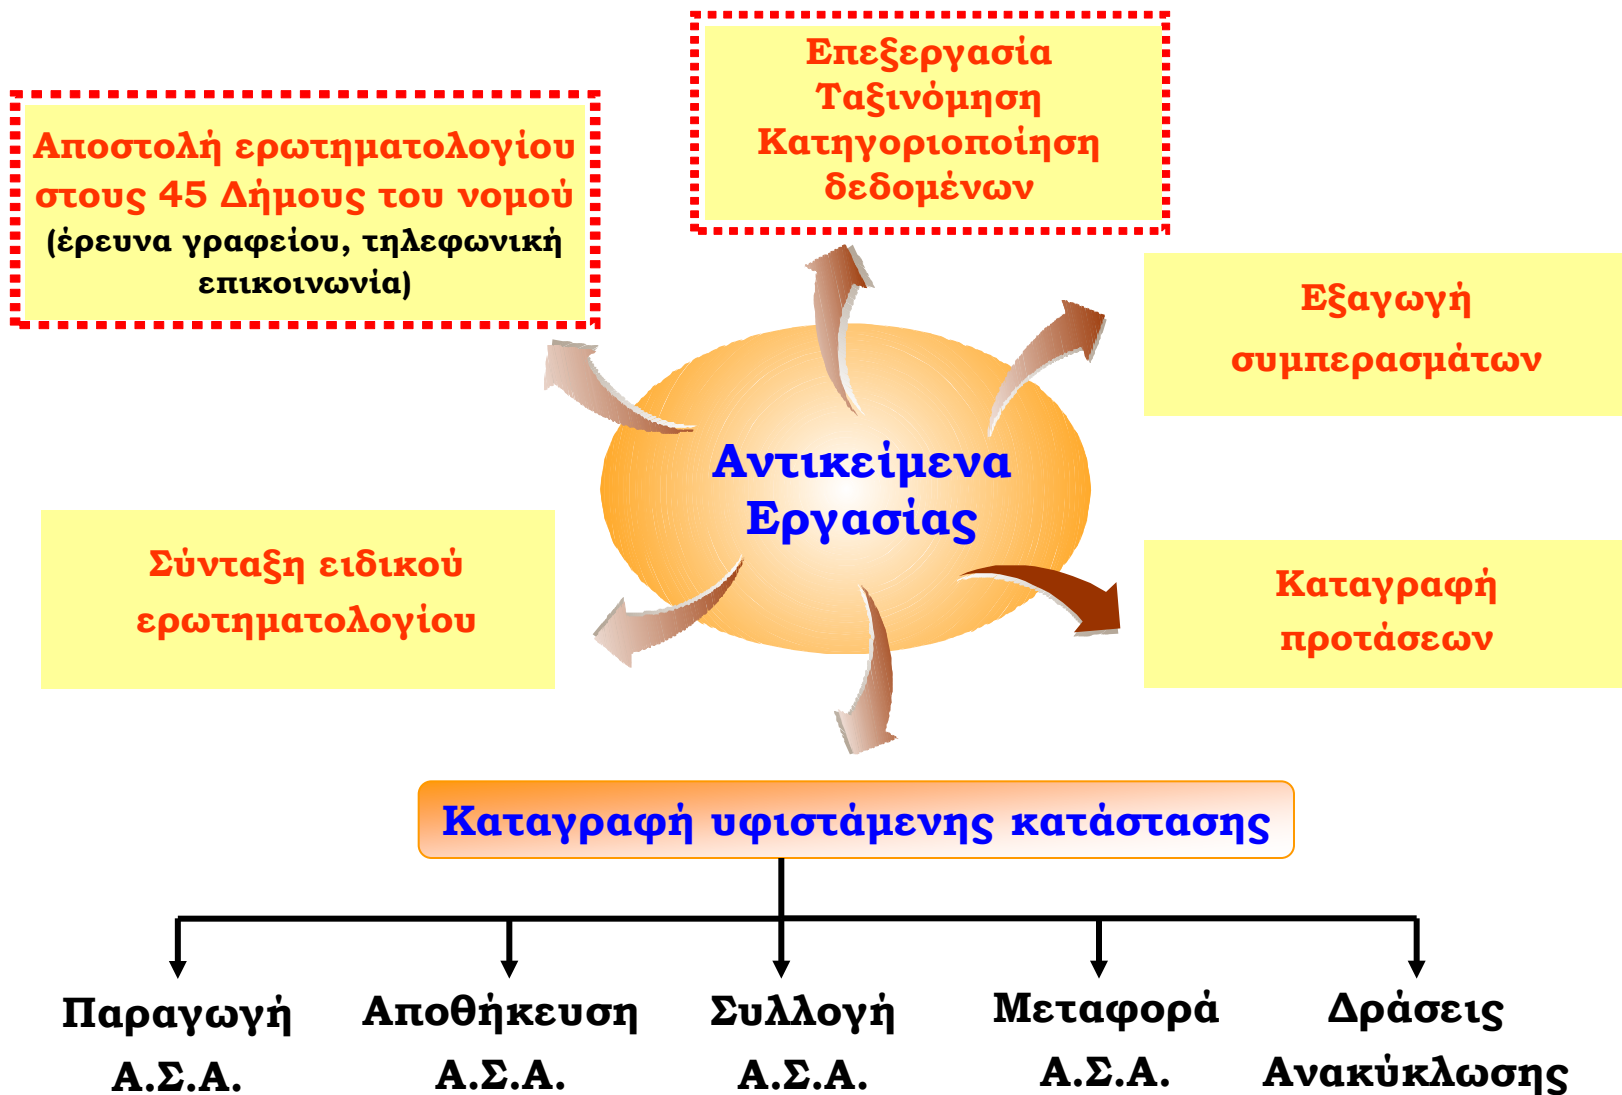 Επεξεργασία
Ταξινόμηση
Κατηγοριοποίηση
δεδομένων
Αποστολή ερωτηματολογίου
στους 45 Δήμους του νομού
(έρευνα γραφείου, τηλεφωνική
επικοινωνία)
Εξαγωγή
συμπερασμάτων
Αντικείμενα
Εργασίας
Σύνταξη ειδικού
ερωτηματολογίου
Καταγραφή
προτάσεων
Καταγραφή υφιστάμενης κατάστασης
Παραγωγή
Α.Σ.Α.
Αποθήκευση
Α.Σ.Α.
Συλλογή
Α.Σ.Α.
Μεταφορά
Α.Σ.Α.
Δράσεις
Ανακύκλωσης